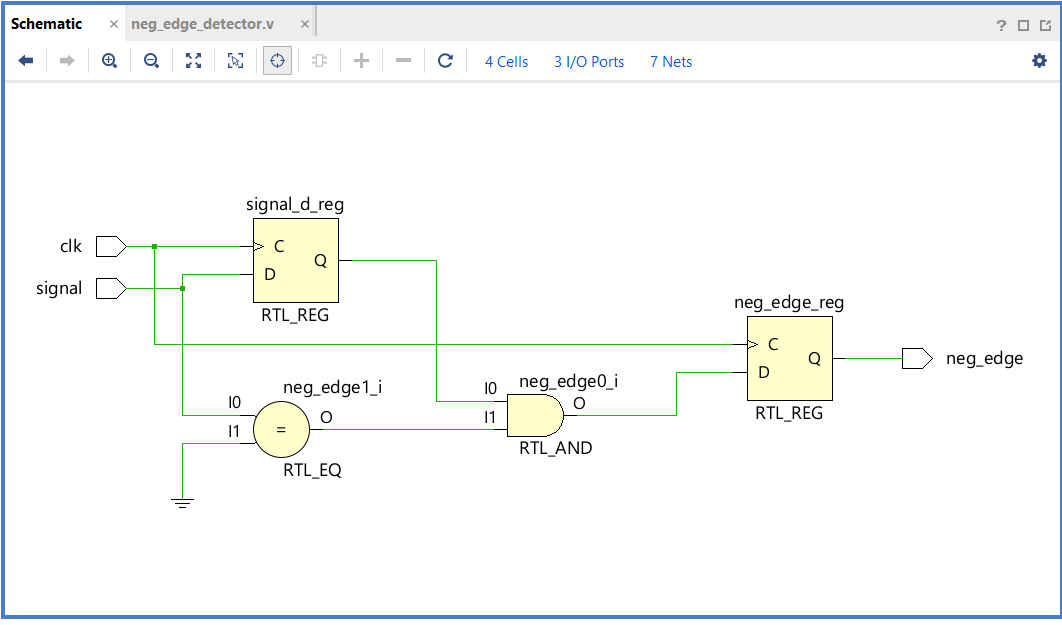 Schematic × neg_edge_detector.v × ?
4 Cells 3 I/O Ports 7 Nets
signal_d_reg
clk
C
Q
signal
D
RTL_REG
neg_edge_reg
C
Q
neg_edge
D
RTL_REG
neg_edge1_i
neg_edge0_i
I0
I0
O
I1
O
I1
=
RTL_AND
RTL_EQ